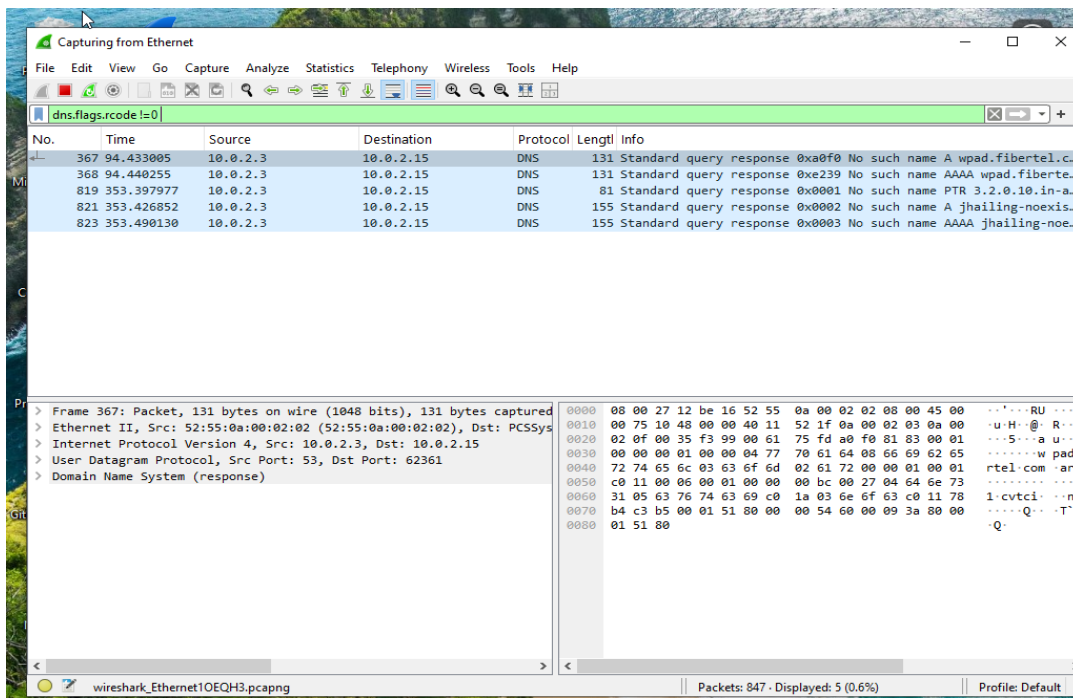 Capturing from Ethernet
File Edit View Go Capture Analyze Statistics Telephony Wireless Tools Help
dns.flags.rcode !=0
No. Time Source Destination Protocol Lengtl Info
367 94.433005 10.0.2.3 10.0.2.15 DNS 131 Standard query response 0xa0f0 No such name A wpad.fibertel.c…
368 94.440255 10.0.2.3 10.0.2.15 DNS 131 Standard query response 0xe239 No such name AAAA wpad.fiberte…
819 353.397977 10.0.2.3 10.0.2.15 DNS 81 Standard query response 0x0001 No such name PTR 3.2.0.10.in-a…
821 353.426852 10.0.2.3 10.0.2.15 DNS 155 Standard query response 0x0002 No such name A jhailing-noexis…
823 353.490130 10.0.2.3 10.0.2.15 DNS 155 Standard query response 0x0003 No such name AAAA jhailing-noe…
> Frame 367: Packet, 131 bytes on wire (1048 bits), 131 bytes captured
> Ethernet II, Src: 52:55:0a:00:02:02 (52:55:0a:00:02:02), Dst: PCSSys
> Internet Protocol Version 4, Src: 10.0.2.3, Dst: 10.0.2.15
> User Datagram Protocol, Src Port: 53, Dst Port: 62361
> Domain Name System (response)
0000 08 00 27 12 be 16 52 55 0a 00 02 02 08 00 45 00 ··'···RU ··
0010 00 75 10 48 00 00 40 11 52 1f 0a 00 02 03 0a 00 ·u·H··@· R··
0020 02 0f 00 35 f3 99 00 61 75 fd a0 f0 81 83 00 01 ···5···a u··
0030 00 00 00 01 00 00 04 77 70 61 64 08 66 69 62 65 ·······w pad
0040 72 74 65 6c 03 63 6f 6d 02 61 72 00 00 01 00 01 rtel·com ·ar
0050 c0 11 00 06 00 01 00 00 00 bc 00 27 04 64 6e 73 ········ ···
0060 31 05 63 76 74 63 69 c0 1a 03 6e 6f 63 c0 11 78 1·cvtci· ··n
0070 b4 c3 b5 00 01 51 80 00 00 54 60 00 09 3a 80 00 ·····Q·· ·T`
0080 01 51 80 ·Q·
wireshark_Ethernet1OEQH3.pcapng
Packets: 847 · Displayed: 5 (0.6%)
Profile: Default